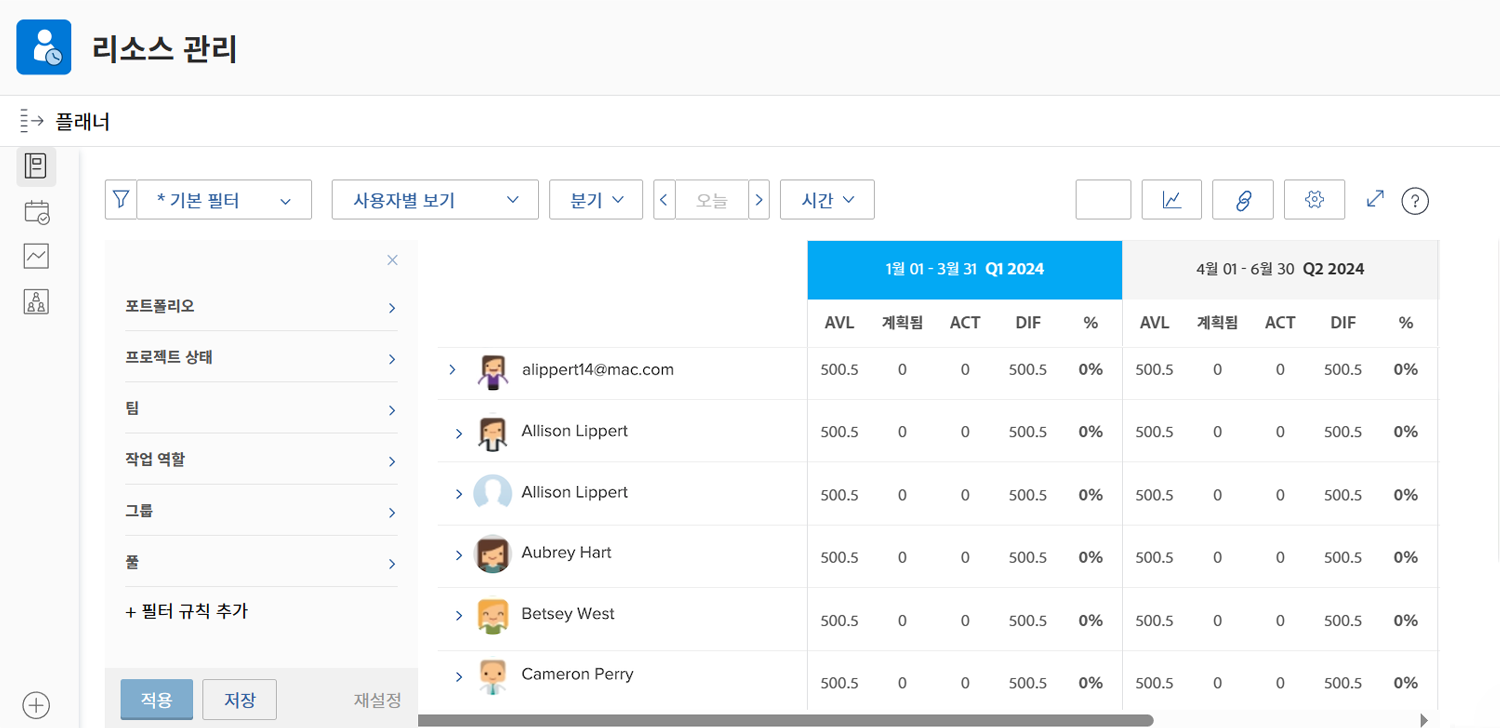 리소스 관리
플래너
* 기본 필터
사용자별 보기
분기
오늘
시간
?
포트폴리오
프로젝트 상태
팀
작업 역할
그룹
풀
+ 필터 규칙 추가
적용 저장 재설정
1월 01 - 3월 31 Q1 2024 4월 01 - 6월 30 Q2 2024
AVL 계획됨 ACT DIF % AVL 계획됨 ACT DIF %
alippert14@mac.com 500.5 0 0 500.5 0% 500.5 0 0 500.5 0%
Allison Lippert 500.5 0 0 500.5 0% 500.5 0 0 500.5 0%
Allison Lippert 500.5 0 0 500.5 0% 500.5 0 0 500.5 0%
Aubrey Hart 500.5 0 0 500.5 0% 500.5 0 0 500.5 0%
Betsey West 500.5 0 0 500.5 0% 500.5 0 0 500.5 0%
Cameron Perry 500.5 0 0 500.5 0% 500.5 0 0 500.5 0%